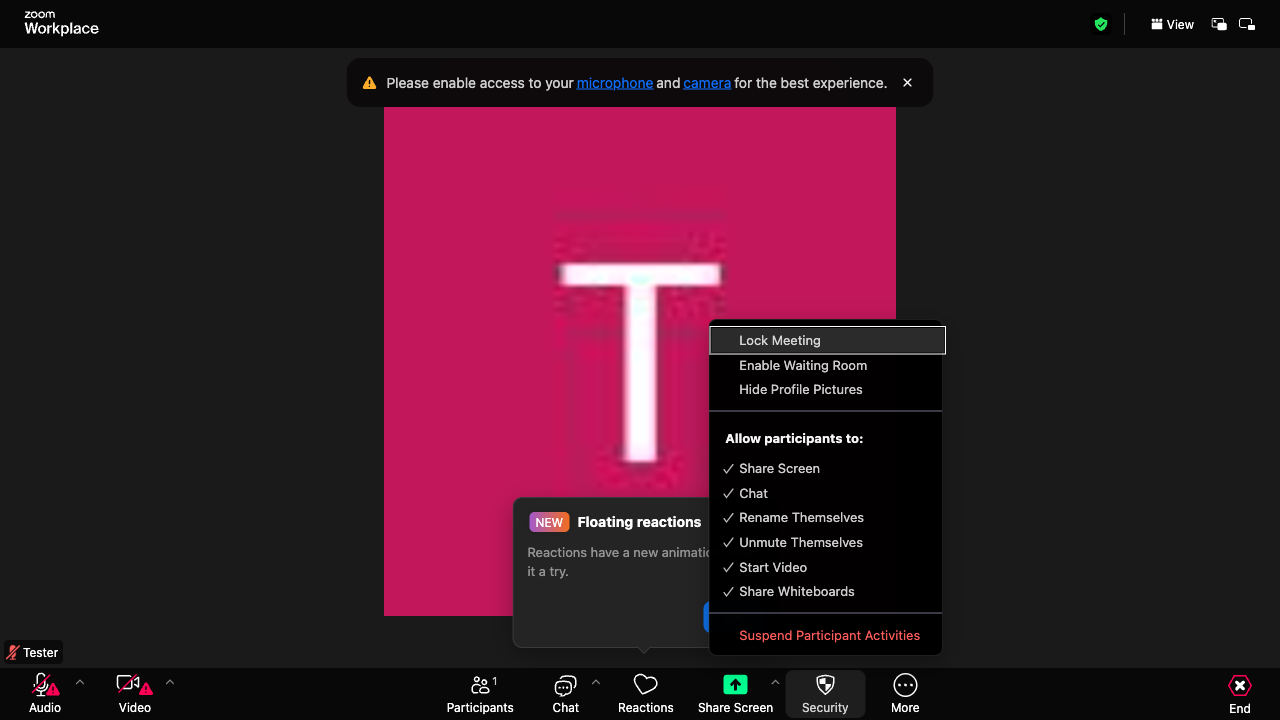 zoom
Workplace
View
Please enable access to your microphone and camera for the best experience.
T
Lock Meeting
Enable Waiting Room
Hide Profile Pictures
Allow participants to:
Share Screen
Chat
Rename Themselves
Unmute Themselves
Start Video
Share Whiteboards
Suspend Participant Activities
NEW Floating reactions
Reactions have a new
it a try.
Tester
Audio
Video
Participants 1
Chat
Reactions
Share Screen
Security
More
End